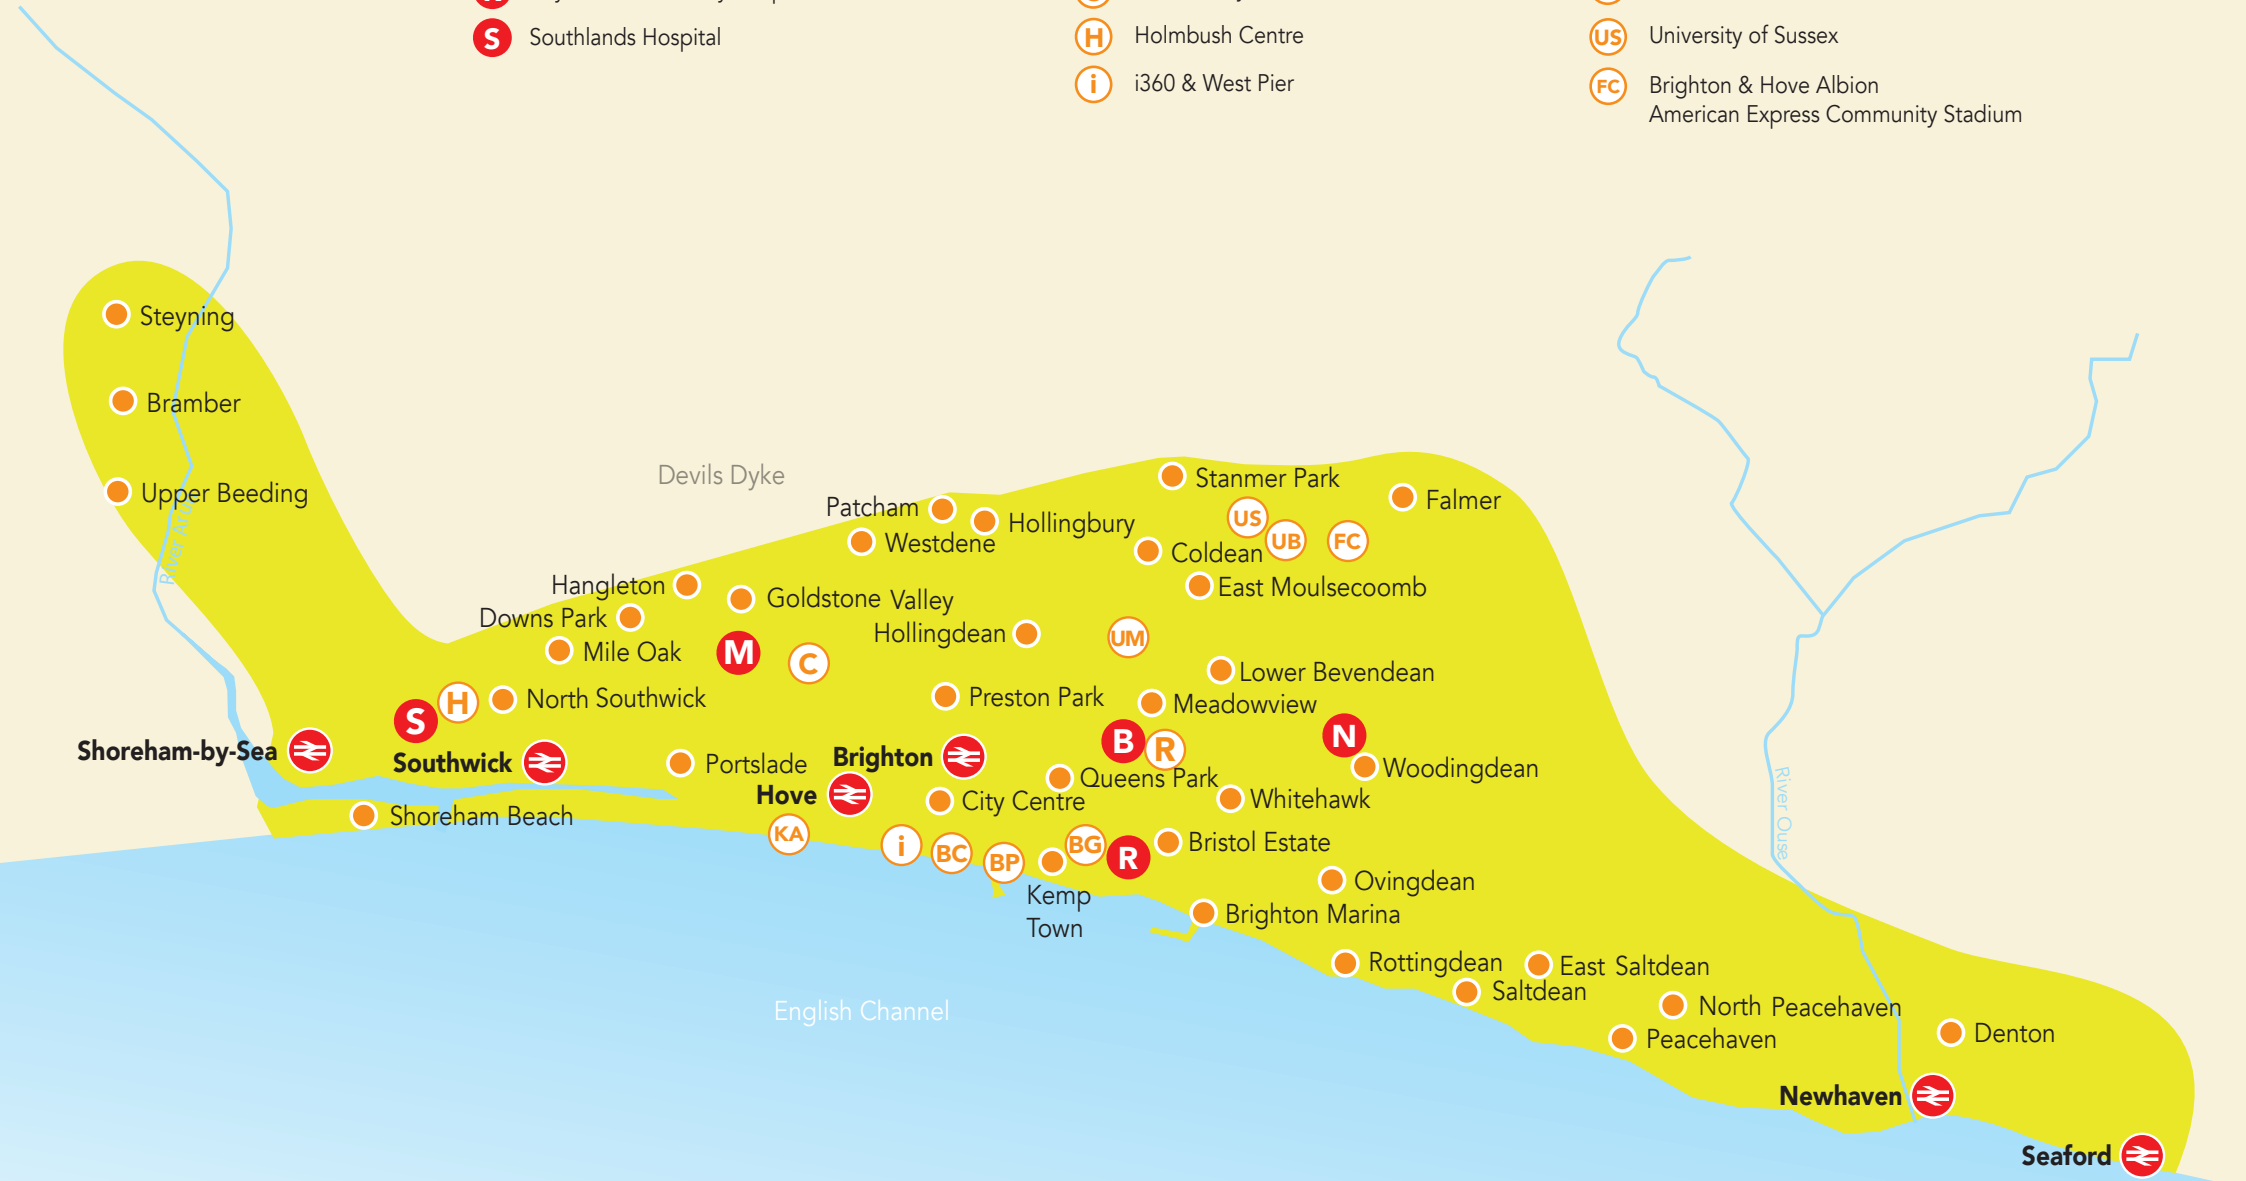 S Southlands Hospital
H Holmbush Centre
US University of Sussex
i i360 & West Pier
FC Brighton & Hove Albion
American Express Community Stadium
Steyning
Bramber
Upper Beeding
River Arun
Devils Dyke
Stanmer Park
Patcham
Falmer
Hollingbury
US
Westdene
UB
FC
Coldean
Hangleton
East Moulsecoomb
Goldstone Valley
Downs Park
Hollingdean
UM
Mile Oak
M
C
Lower Bevendean
H
North Southwick
Preston Park
Meadowview
S
N
B
R
Shoreham-by-Sea
Southwick
Portslade
Brighton
Woodingdean
Queens Park
Hove
City Centre
Whitehawk
Shoreham Beach
River Ouse
KA
i
BC
BP
BG
R
Bristol Estate
Kemp
Town
Ovingdean
Brighton Marina
Rottingdean
East Saltdean
Saltdean
English Channel
North Peacehaven
Denton
Peacehaven
Newhaven
Seaford